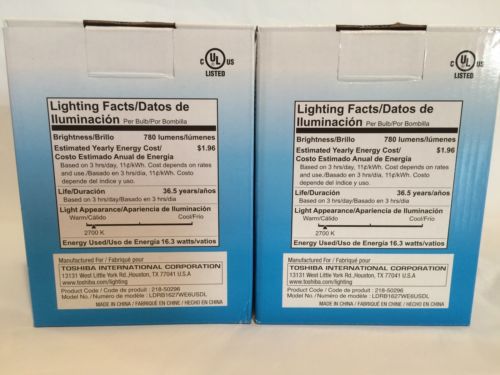 C UL US
LISTED
Lighting Facts/Datos de
Iluminación Per Bulb/Por Bombilla
Brightness/Brillo 780 lumens/lúmenes
Estimated Yearly Energy Cost/ $1.96
Costo Estimado Anual de Energía
Based on 3 hrs/day, 11¢/kWh. Cost depends on rates
and use./Basado en 3 hrs/día, 11¢/kWh. Costo
depende del índice y uso.
Life/Duración 36.5 years/años
Based on 3 hrs/day/Basado en 3 hrs/día
Light Appearance/Apariencia de Iluminación
Warm/Cálido Cool/Frío
2700 K
Energy Used/Uso de Energía 16.3 watts/vatios
Manufactured For / Fabriqué pour
TOSHIBA INTERNATIONAL CORPORATION
13131 West Little York Rd, Houston, TX 77041 U.S.A
www.toshiba.com/lighting
Product Code / Code de produit : 218-50296
Model No. / Numéro de modèle : LDRB1627WE6USDL
MADE IN CHINA / FABRIQUÉ EN CHINE / HECHO EN CHINA
C UL US
LISTED
Lighting Facts/Datos de
Iluminación Per Bulb/Por Bombilla
Brightness/Brillo 780 lumens/lúmenes
Estimated Yearly Energy Cost/ $1.96
Costo Estimado Anual de Energía
Based on 3 hrs/day, 11¢/kWh. Cost depends on rates
and use./Basado en 3 hrs/día, 11¢/kWh. Costo
depende del índice y uso.
Life/Duración 36.5 years/años
Based on 3 hrs/day/Basado en 3 hrs/día
Light Appearance/Apariencia de Iluminación
Warm/Cálido Cool/Frío
2700 K
Energy Used/Uso de Energía 16.3 watts/vatios
Manufactured For / Fabriqué pour
TOSHIBA INTERNATIONAL CORPORATION
13131 West Little York Rd, Houston, TX 77041 U.S.A
www.toshiba.com/lighting
Product Code / Code de produit : 218-50296
Model No. / Numéro de modèle : LDRB1627WE6USDL
MADE IN CHINA / FABRIQUÉ EN CHINE / HECHO EN CHINA